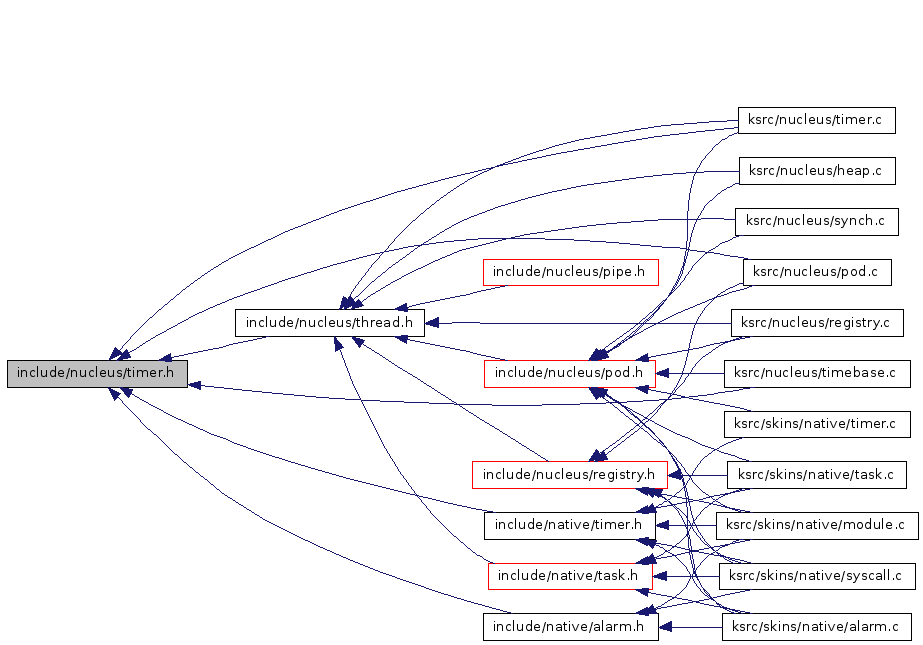 ksrc/nucleus/timer.c
ksrc/nucleus/heap.c
ksrc/nucleus/synch.c
include/nucleus/pipe.h
ksrc/nucleus/pod.c
include/nucleus/thread.h
ksrc/nucleus/registry.c
include/nucleus/timer.h
include/nucleus/pod.h
ksrc/nucleus/timebase.c
ksrc/skins/native/timer.c
include/nucleus/registry.h
ksrc/skins/native/task.c
include/native/timer.h
ksrc/skins/native/module.c
include/native/task.h
ksrc/skins/native/syscall.c
include/native/alarm.h
ksrc/skins/native/alarm.c